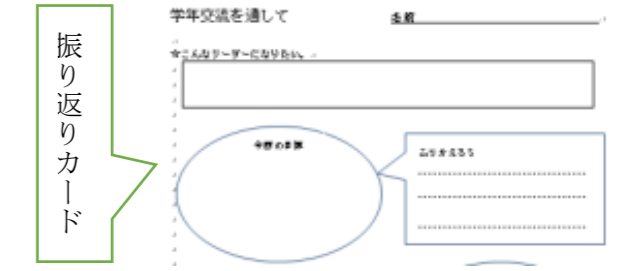 振り返りカード
学年交流を通して
名前
☆こんなリーダーになりたい。
今回の目標
ふりかえろう